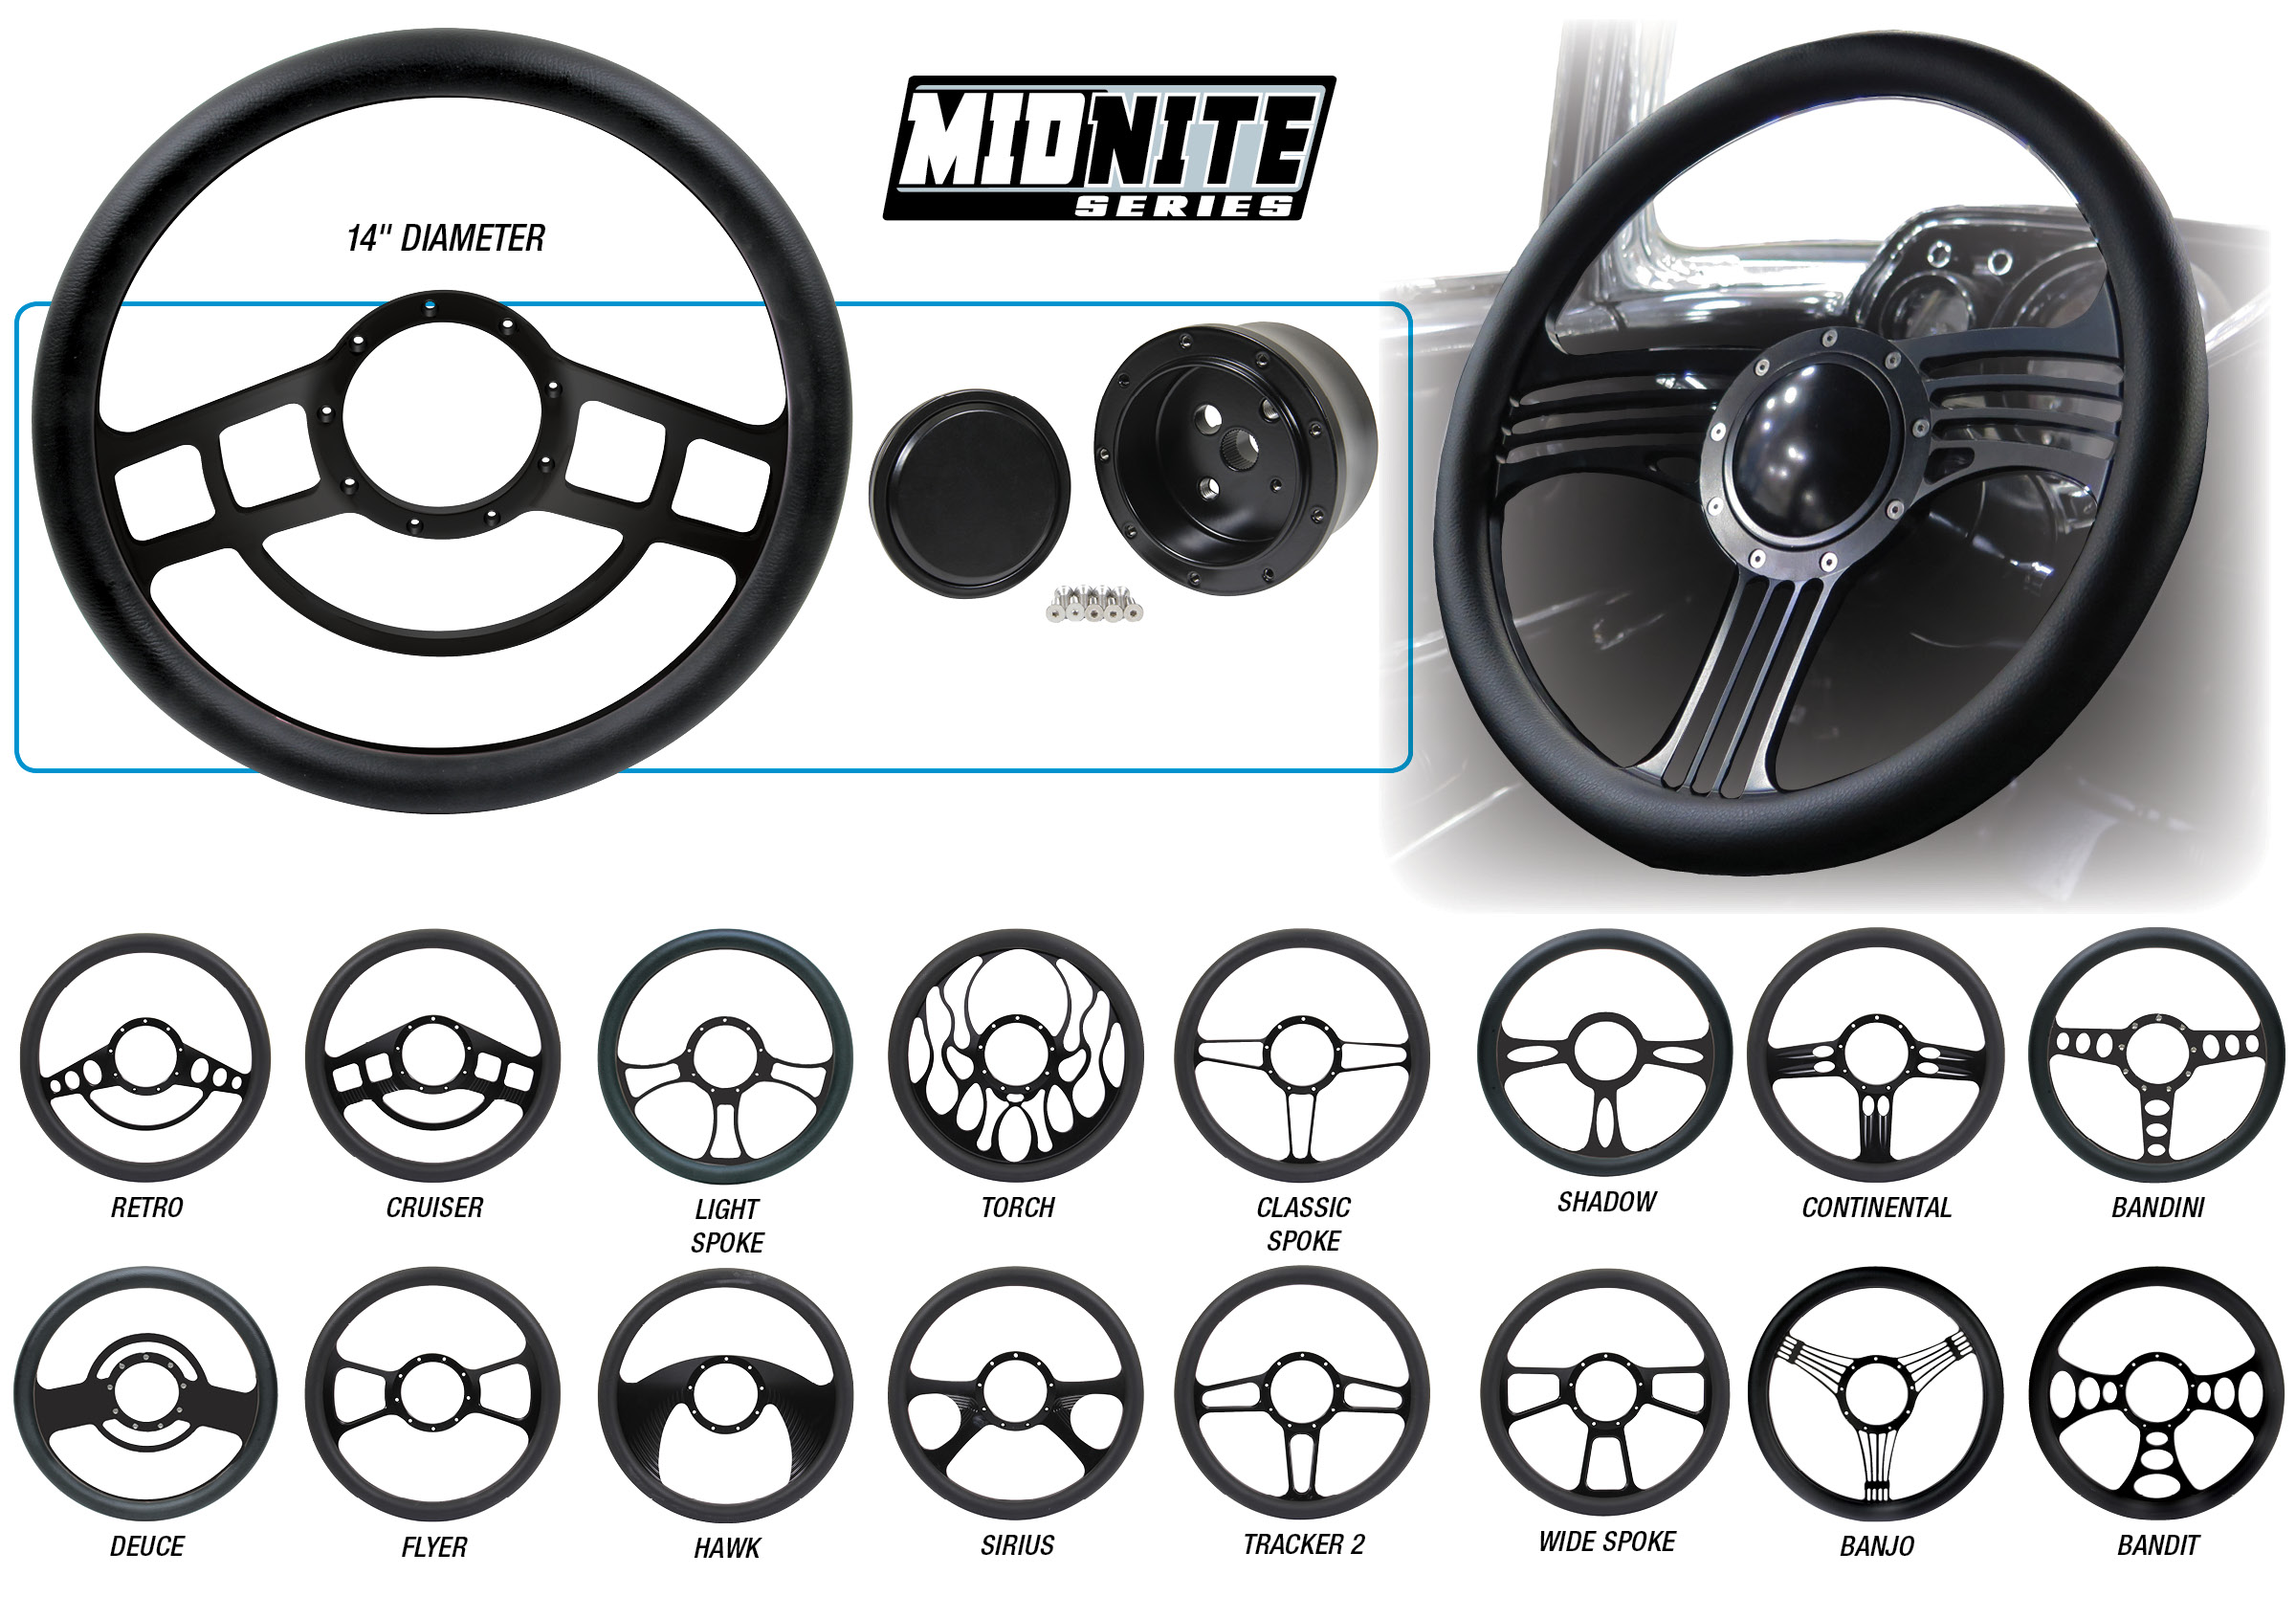 MIDNITE
SERIES
14" DIAMETER
RETRO
CRUISER
LIGHT
SPOKE
TORCH
CLASSIC
SPOKE
SHADOW
CONTINENTAL
BANDINI
DEUCE
FLYER
HAWK
SIRIUS
TRACKER 2
WIDE SPOKE
BANJO
BANDIT